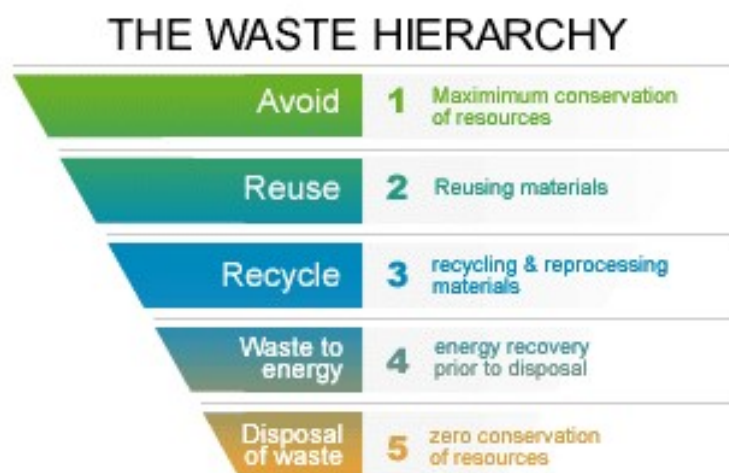 THE WASTE HIERARCHY
Avoid 1 Maximimum conservation
of resources
Reuse 2 Reusing materials
Recycle 3 recycling & reprocessing
materials
Waste to
energy 4 energy recovery
prior to disposal
Disposal
of waste 5 zero conservation
of resources